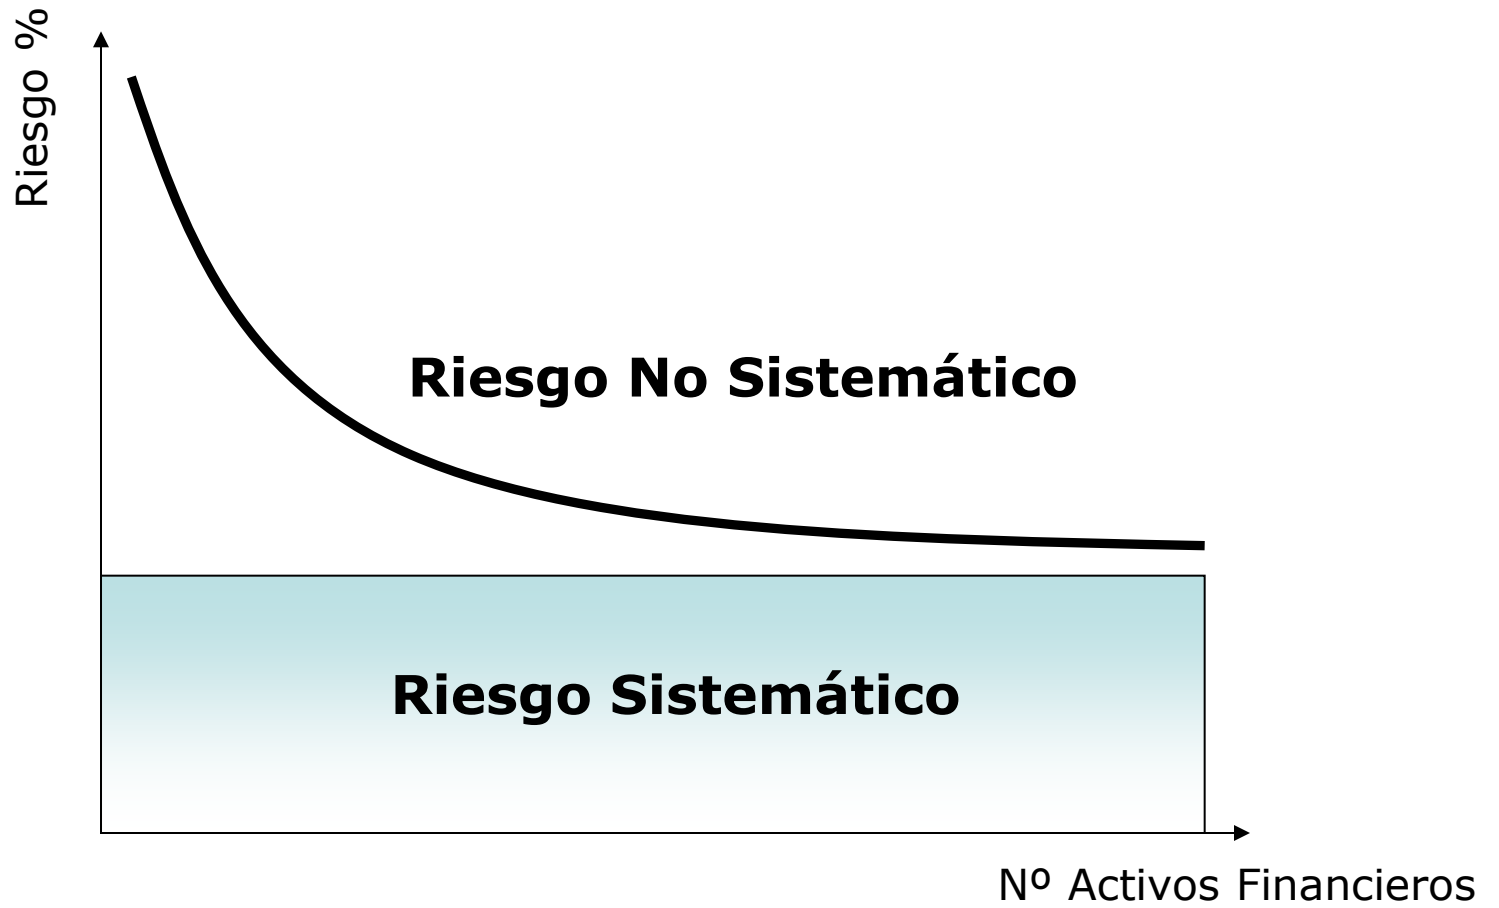 Riesgo %
Riesgo No Sistemático
Riesgo Sistemático
Nº Activos Financieros